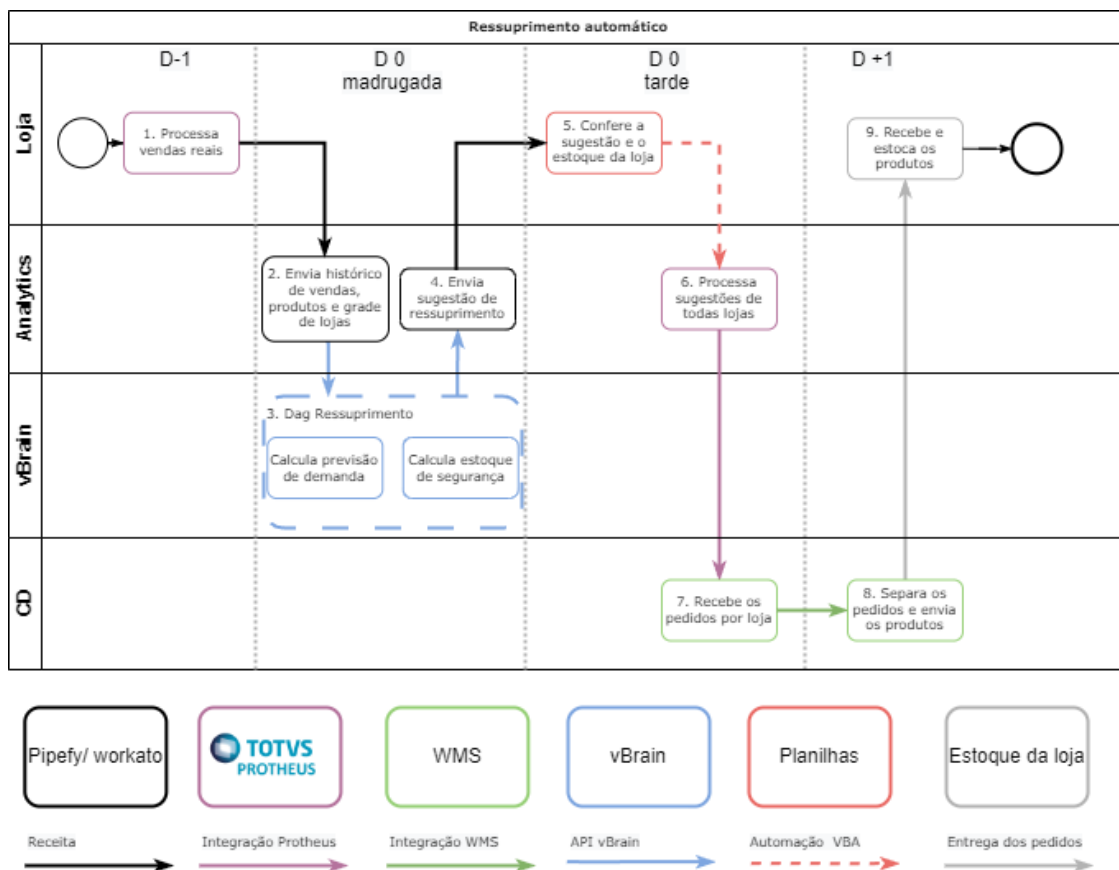 Ressuprimento automático
D-1
D 0
madrugada
D 0
tarde
D +1
Loja
1. Processa
vendas reais
5. Confere a
sugestão e o
estoque da loja
9. Recebe e
estoca os
produtos
Analytics
2. Envia histórico
de vendas,
produtos e grade
de lojas
4. Envia
sugestão de
ressuprimento
6. Processa
sugestões de
todas lojas
vBrain
3. Dag Ressuprimento
Calcula previsão
de demanda
Calcula estoque
de segurança
CD
7. Recebe os
pedidos por loja
8. Separa os
pedidos e envia
os produtos
Pipefy/ workato
TOTVS
PROTHEUS
WMS
vBrain
Planilhas
Estoque da loja
Receita
Integração Protheus
Integração WMS
API vBrain
Automação VBA
Entrega dos pedidos